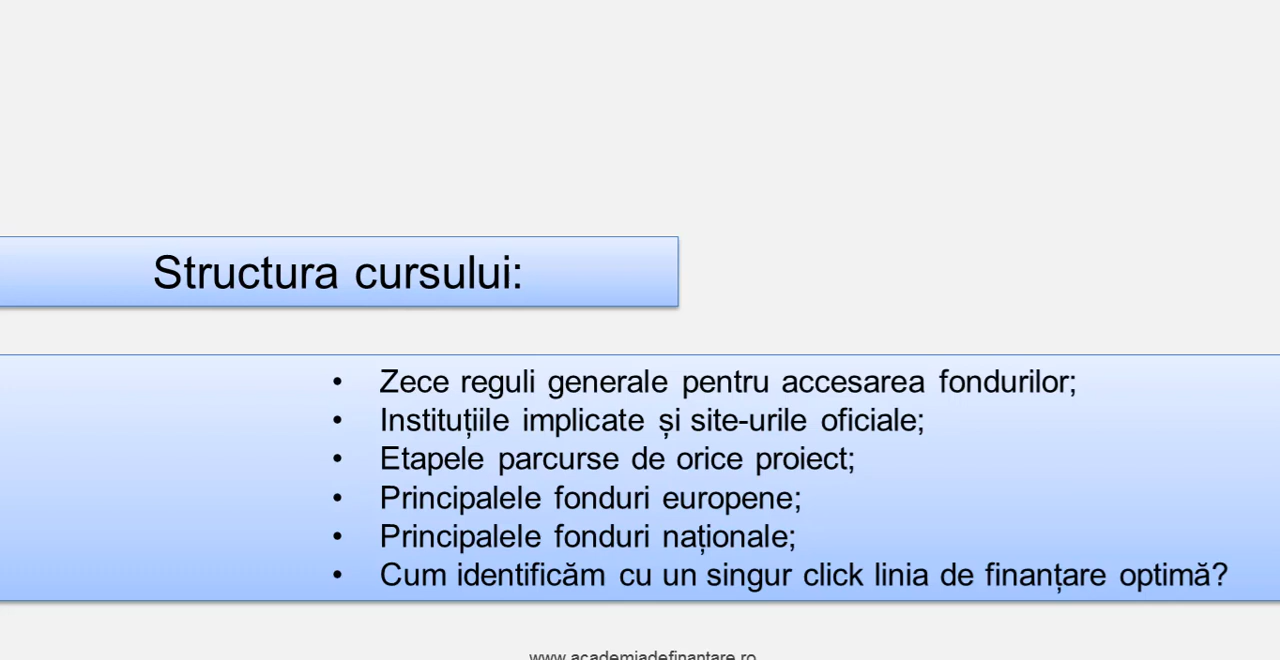 Structura cursului:
• Zece reguli generale pentru accesarea fondurilor;
• Instituțiile implicate și site-urile oficiale;
• Etapele parcurse de orice proiect;
• Principalele fonduri europene;
• Principalele fonduri naționale;
• Cum identificăm cu un singur click linia de finanțare optimă?
www.academiadefinantare.ro